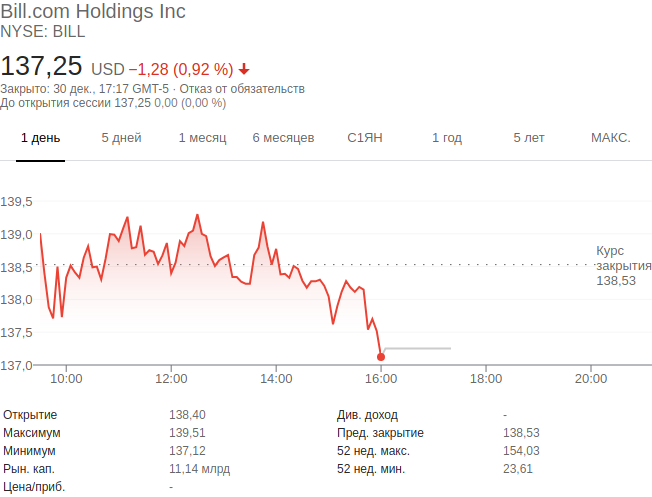 Bill.com Holdings Inc
NYSE: BILL
137,25 USD −1,28 (0,92 %)
Закрыто: 30 дек., 17:17 GMT-5 · Отказ от обязательств
До открытия сессии 137,25 0,00 (0,00 %)
1 день 5 дней 1 месяц 6 месяцев С1ЯН 1 год 5 лет МАКС.
139,5
139,0
138,5
138,0
137,5
137,0
Курс
закрытия
138,53
10:00 12:00 14:00 16:00 18:00 20:00
Открытие 138,40 Див. доход -
Максимум 139,51 Пред. закрытие 138,53
Минимум 137,12 52 нед. макс. 154,03
Рын. кап. 11,14 млрд 52 нед. мин. 23,61
Цена/приб. -